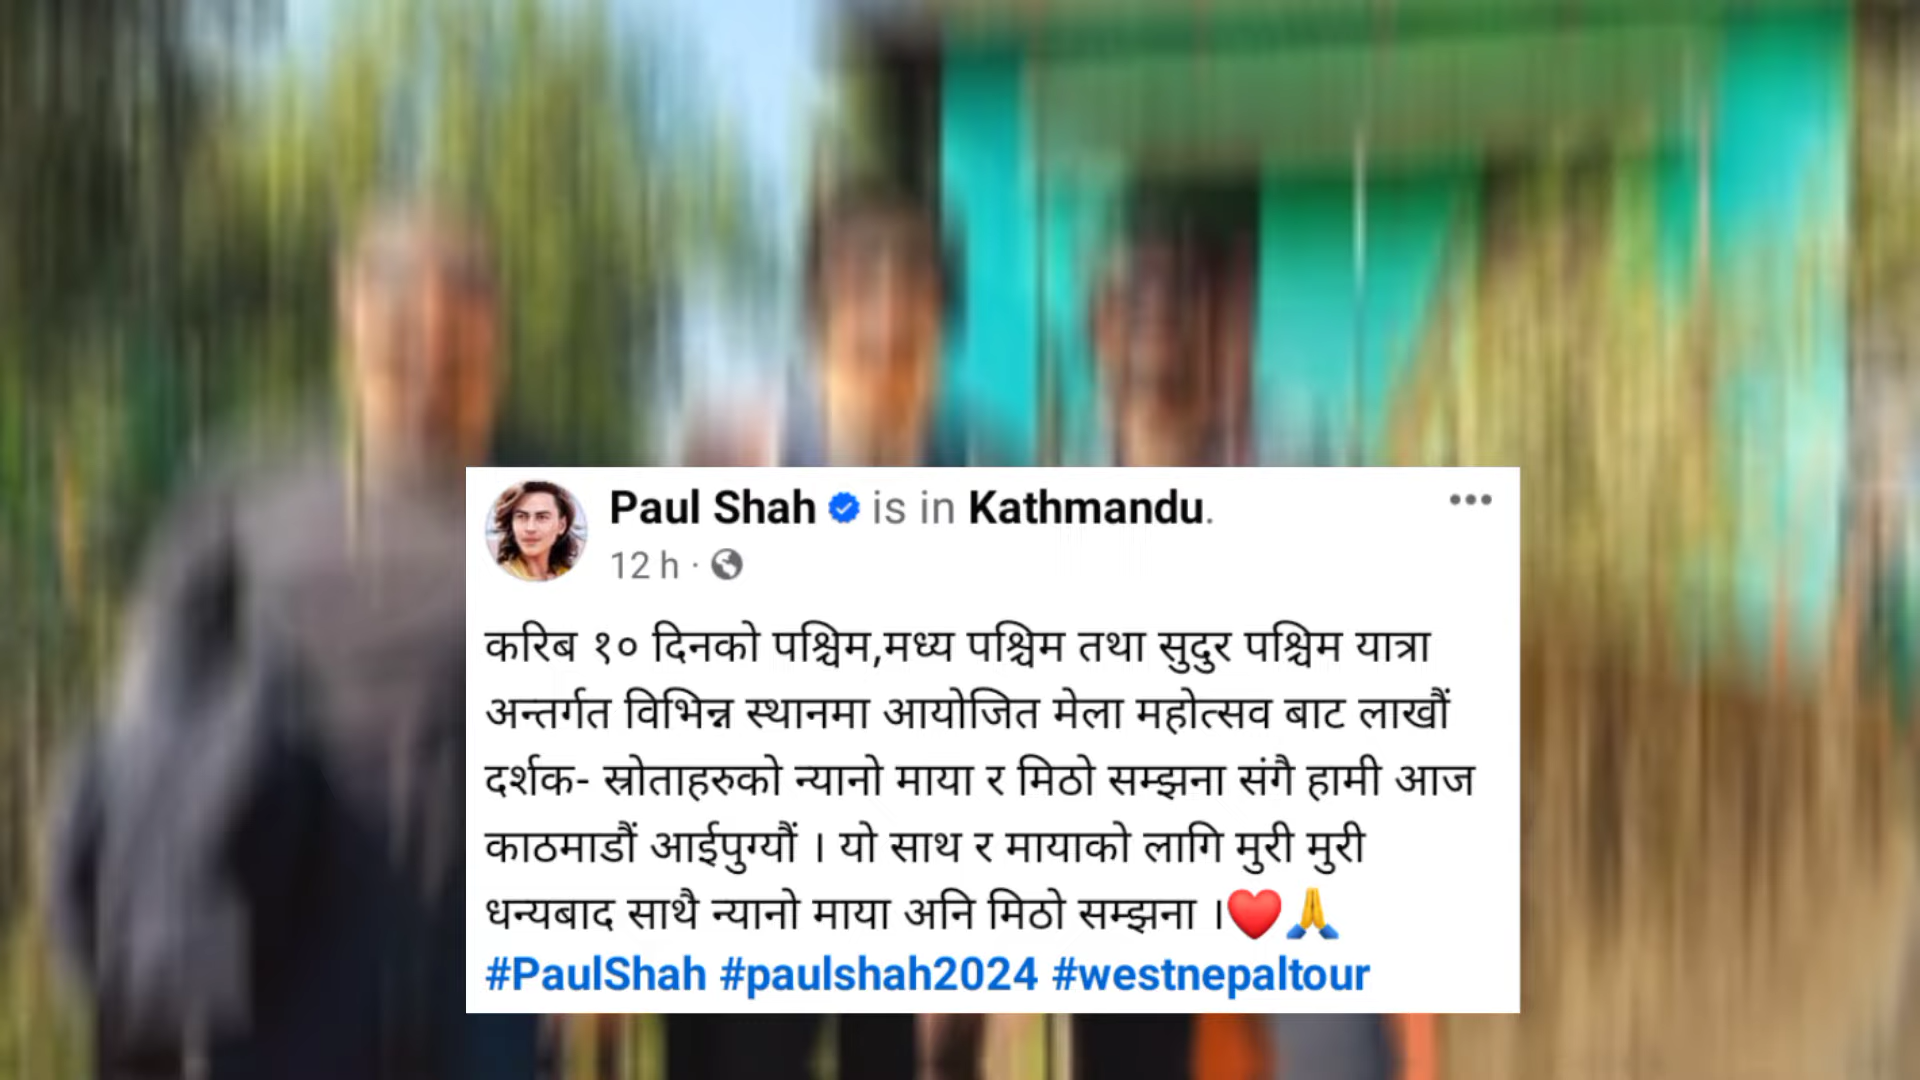 Paul Shah is in Kathmandu.
12 h ·
करिब १० दिनको पश्चिम,मध्य पश्चिम तथा सुदुर पश्चिम यात्रा
अन्तर्गत विभिन्न स्थानमा आयोजित मेला महोत्सव बाट लाखौं
दर्शक- स्रोताहरुको न्यानो माया र मिठो सम्झना संगै हामी आज
काठमाडौं आईपुग्यौं । यो साथ र मायाको लागि मुरी मुरी
धन्यबाद साथै न्यानो माया अनि मिठो सम्झना ।❤️🙏
#PaulShah #paulshah2024 #westnepaltour